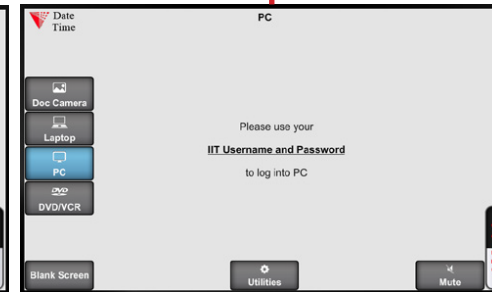 Date
Time
PC
Doc Camera
Laptop
PC
DVD
DVD/VCR
Please use your
IIT Username and Password
to log into PC
Blank Screen
Utilities
Mute